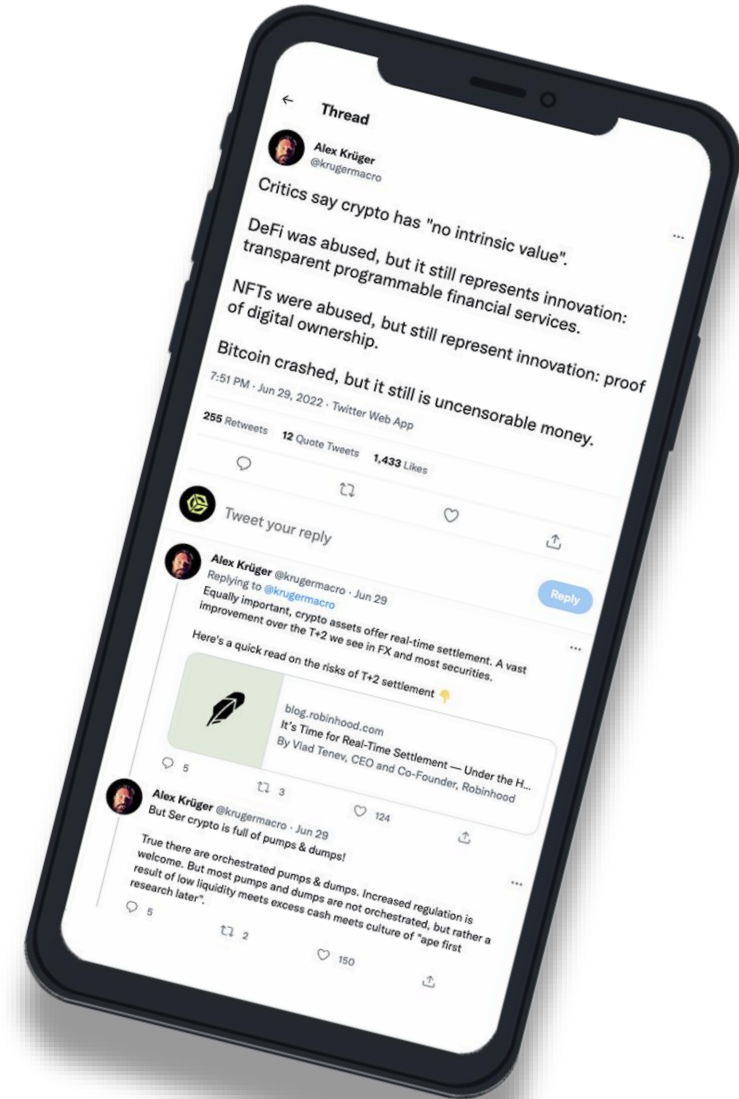 Thread
Alex Krüger
@krugermacro
Critics say crypto has "no intrinsic value".
DeFi was abused, but it still represents innovation:
transparent programmable financial services.
NFTs were abused, but still represent innovation: proof
of digital ownership.
Bitcoin crashed, but it still is uncensorable money.
7:51 PM · Jun 29, 2022 · Twitter Web App
255 Retweets 12 Quote Tweets 1,433 Likes
Tweet your reply
Reply
Alex Krüger @krugermacro · Jun 29
Replying to @krugermacro
Equally important, crypto assets offer real-time settlement. A vast
improvement over the T+2 we see in FX and most securities.
Here's a quick read on the risks of T+2 settlement 👇
blog.robinhood.com
It's Time for Real-Time Settlement — Under the H...
By Vlad Tenev, CEO and Co-Founder, Robinhood
5 3 124
Alex Krüger @krugermacro · Jun 29
But Ser crypto is full of pumps & dumps!
True there are orchestrated pumps & dumps. Increased regulation is
welcome. But most pumps and dumps are not orchestrated, but rather a
result of low liquidity meets excess cash meets culture of "ape first
research later".
5 2 150